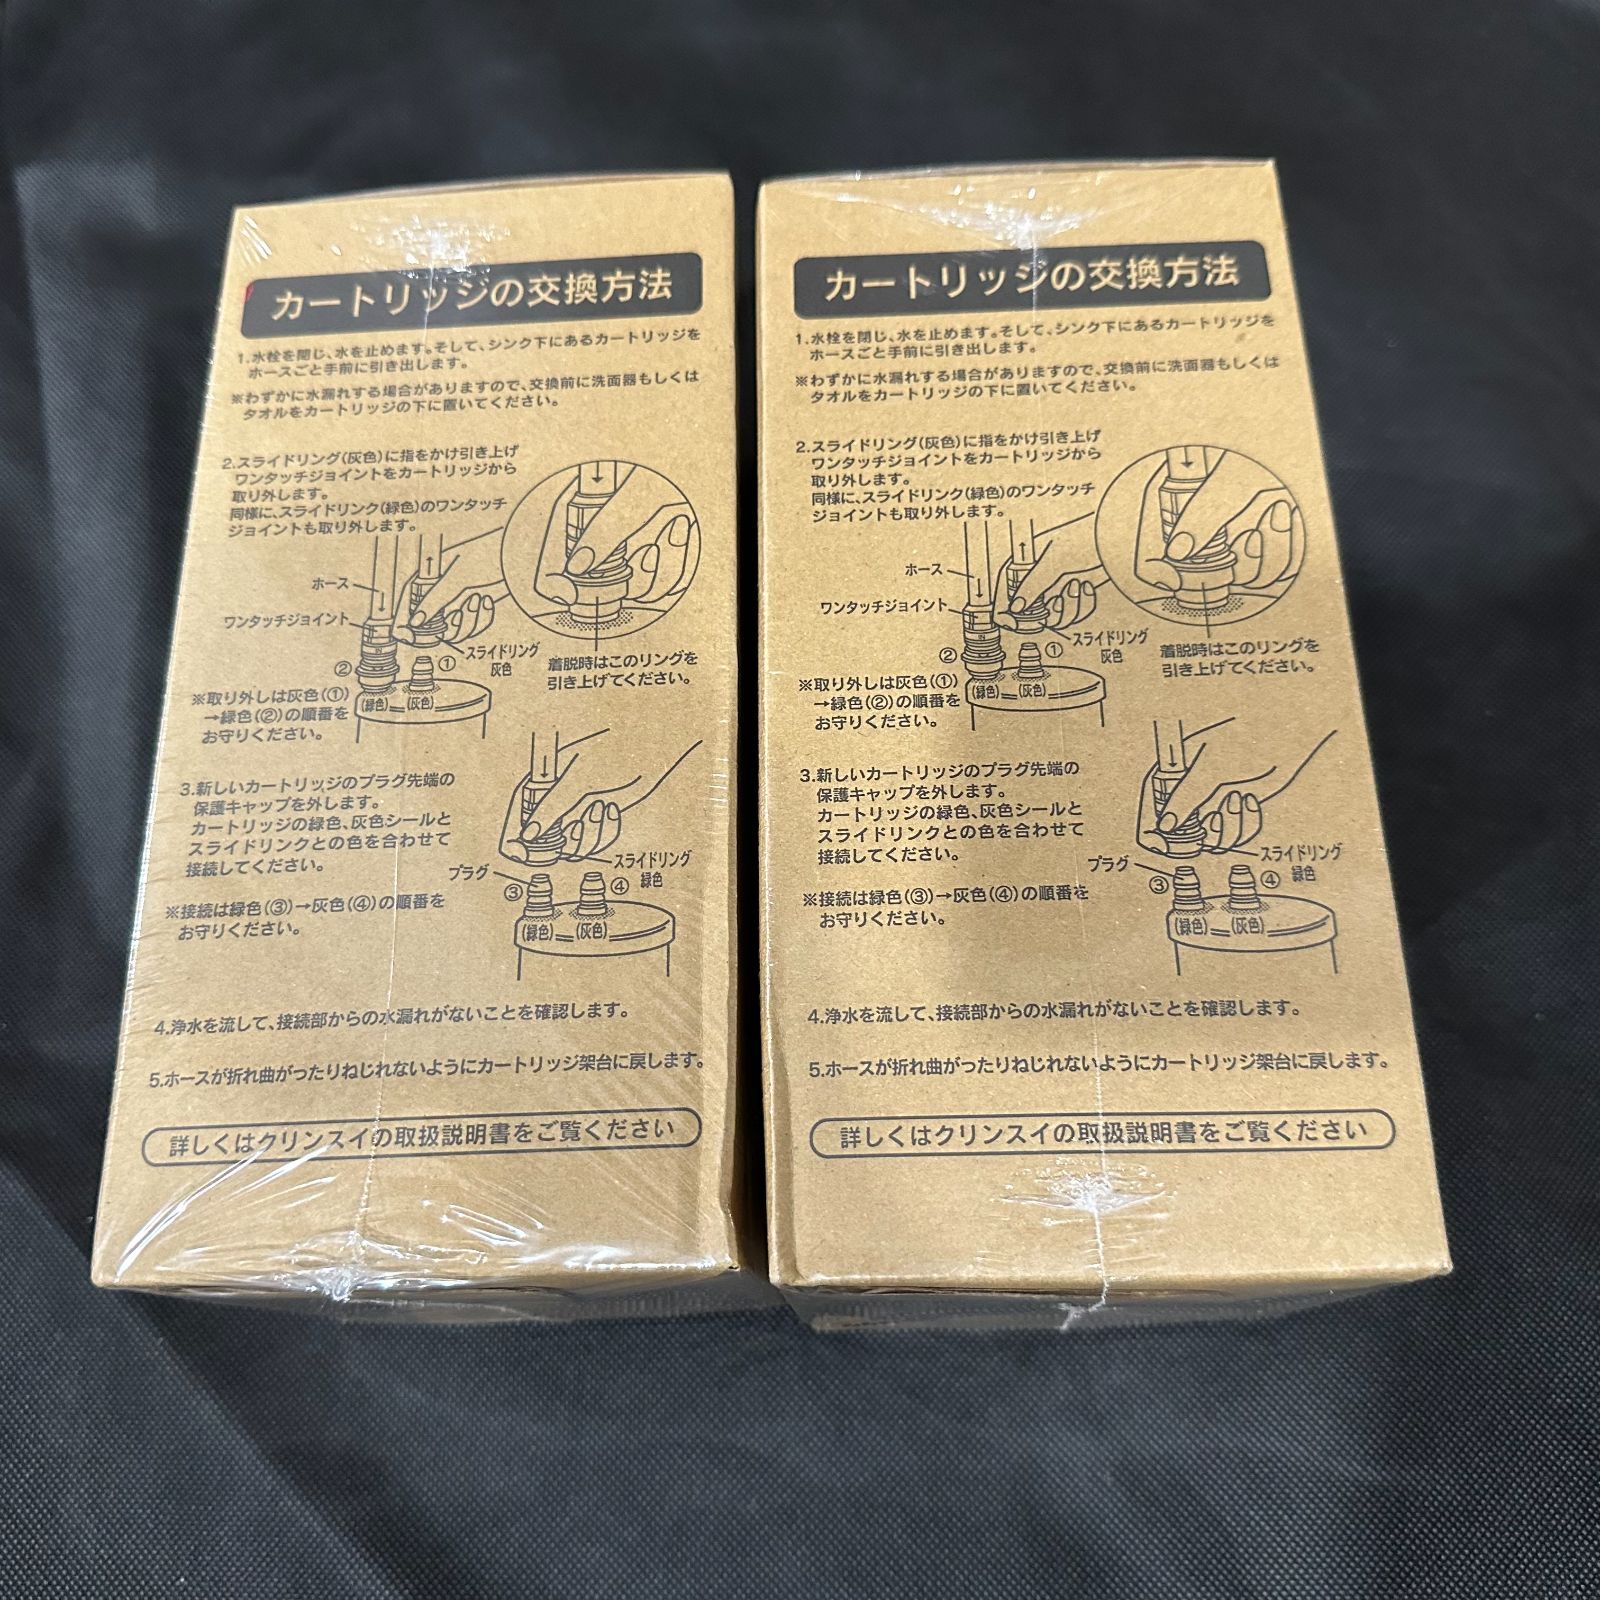 カートリッジの交換方法
1.水栓を閉じ、水を止めます。そして、シンク下にあるカートリッジを
ホースごと手前に引き出します。
※わずかに水漏れする場合がありますので、交換前に洗面器もしくは
タオルをカートリッジの下に置いてください。
2.スライドリング(灰色)に指をかけ引き上げ
ワンタッチジョイントをカートリッジから
取り外します。
同様に、スライドリンク(緑色)のワンタッチ
ジョイントも取り外します。
ホース
ワンタッチジョイント
スライドリング
灰色
②
①
着脱時はこのリングを
引き上げてください。
※取り外しは灰色(①)
→緑色(②)の順番を
お守りください。
(緑色)
(灰色)
3.新しいカートリッジのプラグ先端の
保護キャップを外します。
カートリッジの緑色、灰色シールと
スライドリンクとの色を合わせて
接続してください。
スライドリング
緑色
プラグ
③
④
※接続は緑色(③)→灰色(④)の順番を
お守りください。
(緑色)
(灰色)
4.浄水を流して、接続部からの水漏れがないことを確認します。
5.ホースが折れ曲がったりねじれないようにカートリッジ架台に戻します。
詳しくはクリンスイの取扱説明書をご覧ください
カートリッジの交換方法
1.水栓を閉じ、水を止めます。そして、シンク下にあるカートリッジを
ホースごと手前に引き出します。
※わずかに水漏れする場合がありますので、交換前に洗面器もしくは
タオルをカートリッジの下に置いてください。
2.スライドリング(灰色)に指をかけ引き上げ
ワンタッチジョイントをカートリッジから
取り外します。
同様に、スライドリンク(緑色)のワンタッチ
ジョイントも取り外します。
ホース
ワンタッチジョイント
スライドリング
灰色
②
①
着脱時はこのリングを
引き上げてください。
※取り外しは灰色(①)
→緑色(②)の順番を
お守りください。
(緑色)
(灰色)
3.新しいカートリッジのプラグ先端の
保護キャップを外します。
カートリッジの緑色、灰色シールと
スライドリンクとの色を合わせて
接続してください。
スライドリング
緑色
プラグ
③
④
※接続は緑色(③)→灰色(④)の順番を
お守りください。
(緑色)
(灰色)
4.浄水を流して、接続部からの水漏れがないことを確認します。
5.ホースが折れ曲がったりねじれないようにカートリッジ架台に戻します。
詳しくはクリンスイの取扱説明書をご覧ください